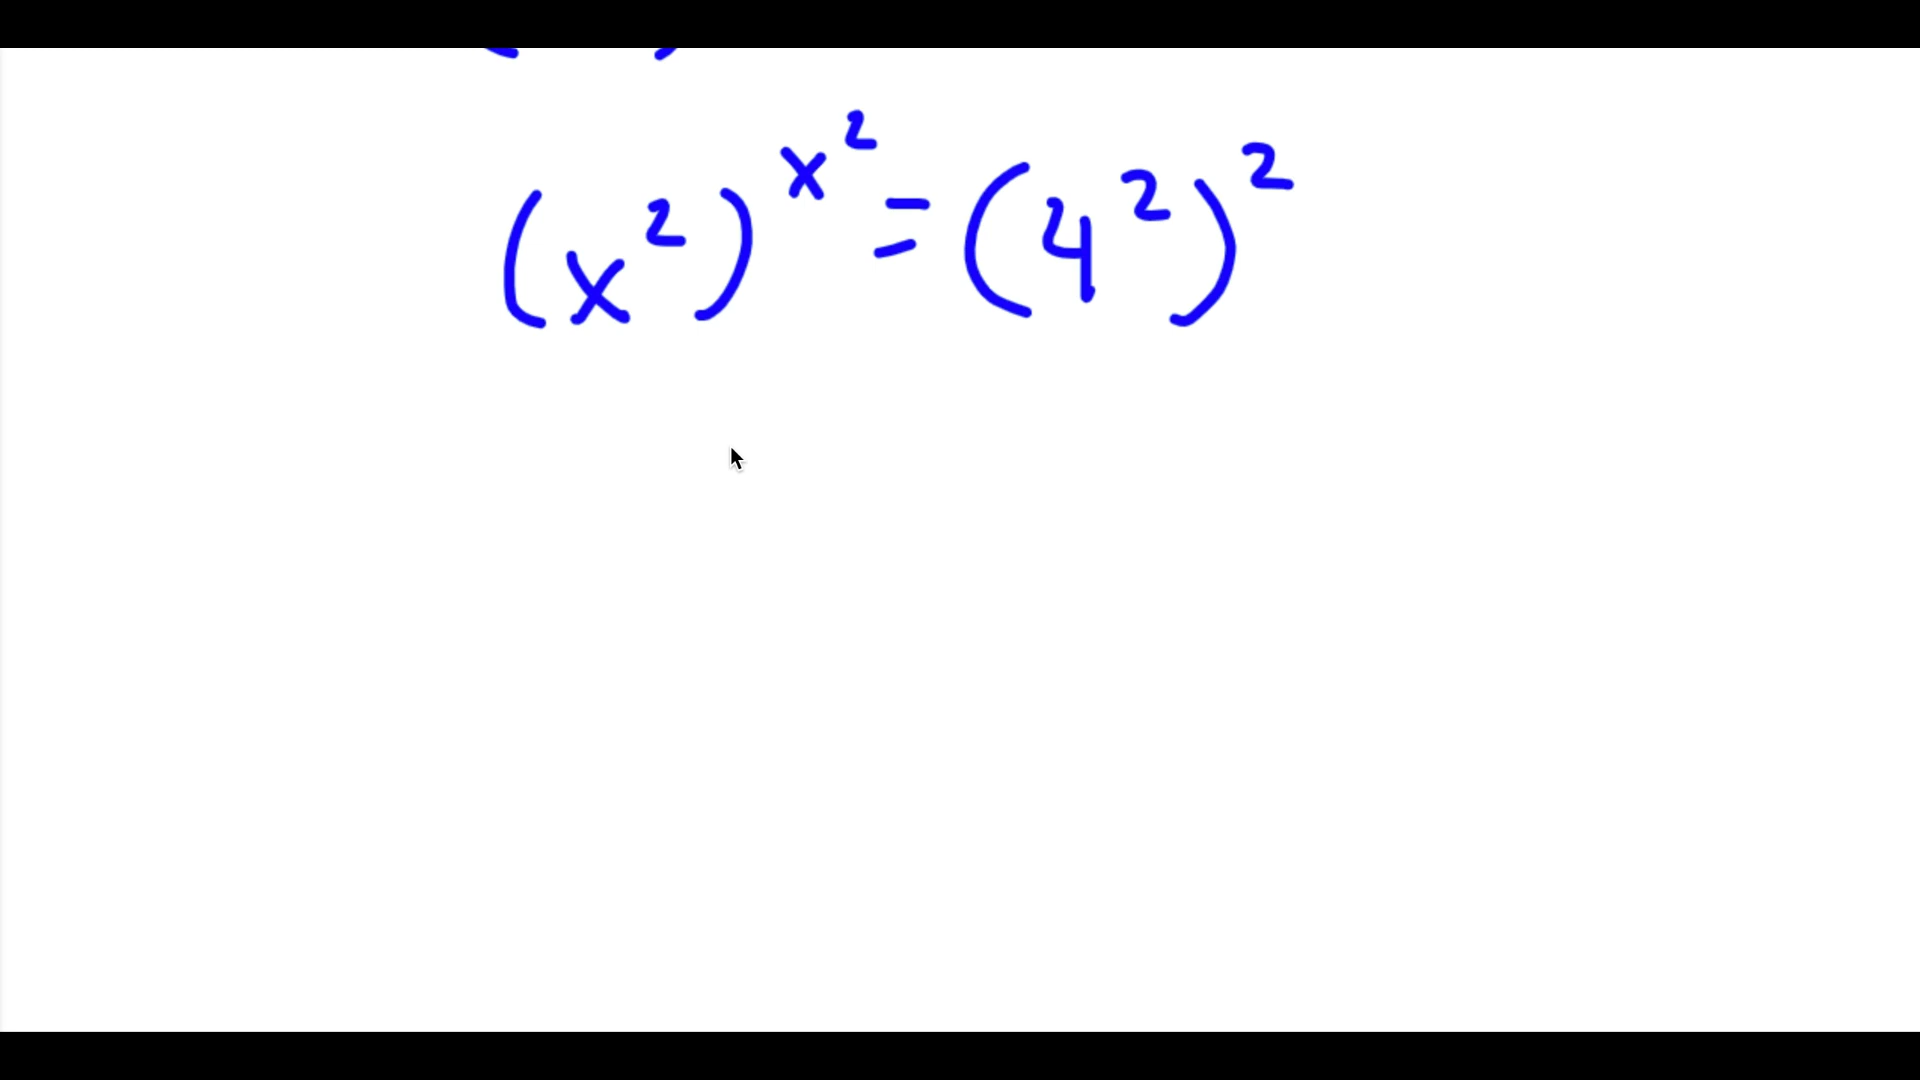 (x²)^x² = (4²)²